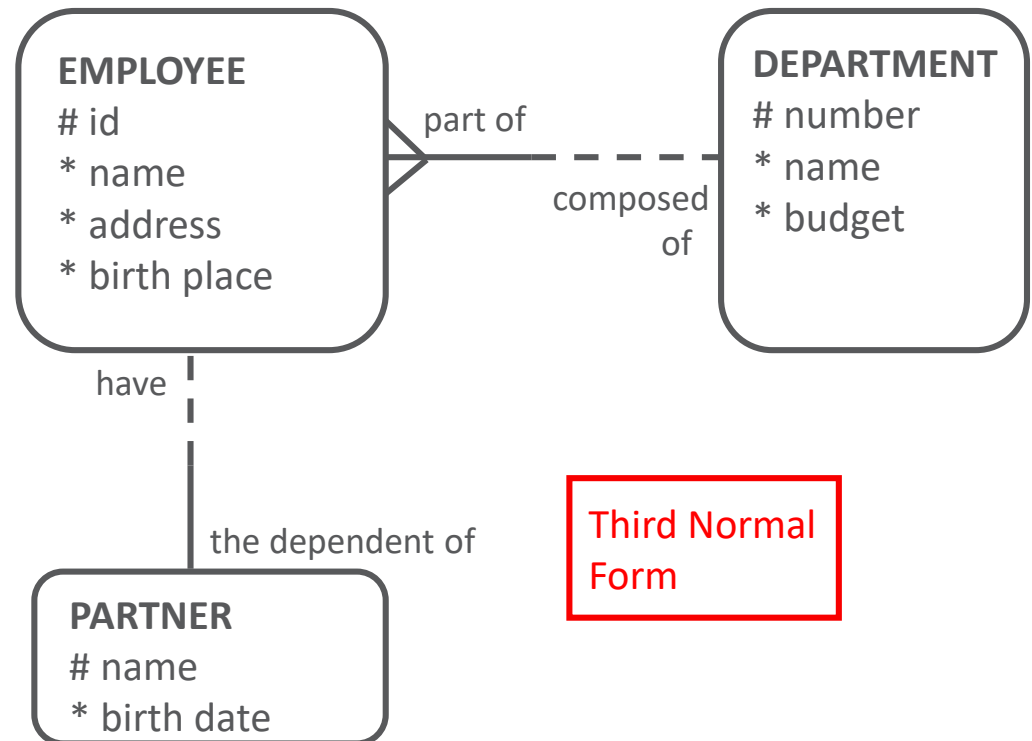 EMPLOYEE
# id
* name
* address
* birth place
part of
composed
of
DEPARTMENT
# number
* name
* budget
have
the dependent of
PARTNER
# name
* birth date
Third Normal
Form